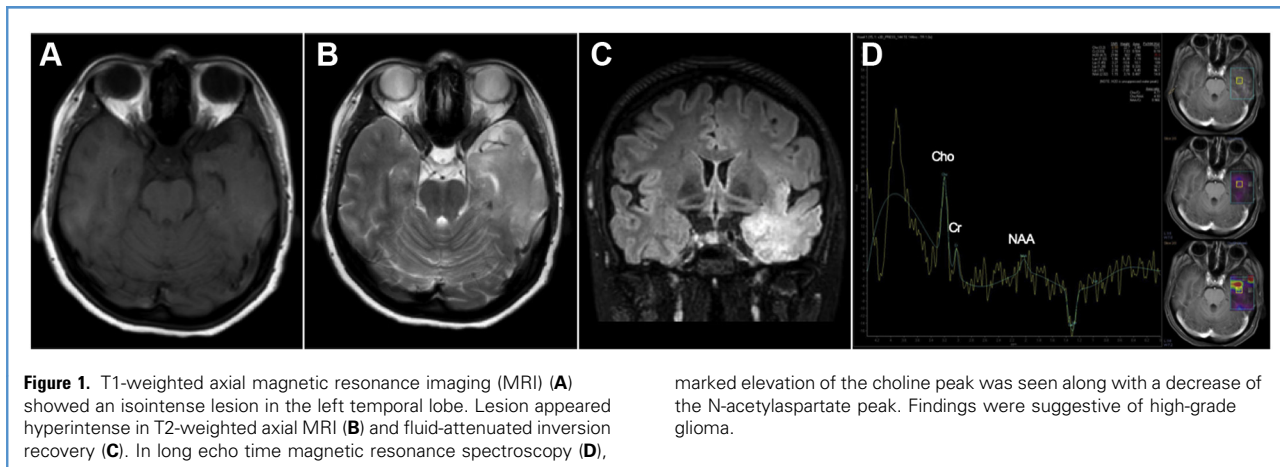 A
B
C
D
Cho
Cr
NAA
Figure 1. T1-weighted axial magnetic resonance imaging (MRI) (A)
showed an isointense lesion in the left temporal lobe. Lesion appeared
hyperintense in T2-weighted axial MRI (B) and fluid-attenuated inversion
recovery (C). In long echo time magnetic resonance spectroscopy (D),
marked elevation of the choline peak was seen along with a decrease of
the N-acetylaspartate peak. Findings were suggestive of high-grade
glioma.